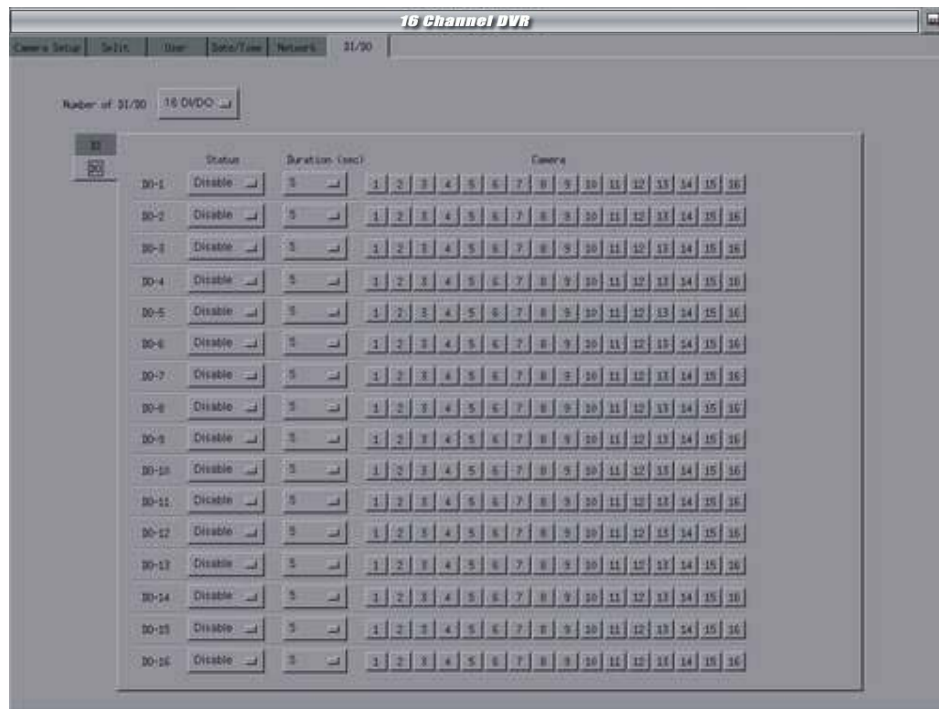 16 Channel DVR
Camera Setup Split User Date/Time Network DI/DO
Number of DI/DO 16 DI/DO
DI
DO
Status Duration (sec) Camera
DO-1 Disable 5 1 2 3 4 5 6 7 8 9 10 11 12 13 14 15 16
DO-2 Disable 5 1 2 3 4 5 6 7 8 9 10 11 12 13 14 15 16
DO-3 Disable 5 1 2 3 4 5 6 7 8 9 10 11 12 13 14 15 16
DO-4 Disable 5 1 2 3 4 5 6 7 8 9 10 11 12 13 14 15 16
DO-5 Disable 5 1 2 3 4 5 6 7 8 9 10 11 12 13 14 15 16
DO-6 Disable 5 1 2 3 4 5 6 7 8 9 10 11 12 13 14 15 16
DO-7 Disable 5 1 2 3 4 5 6 7 8 9 10 11 12 13 14 15 16
DO-8 Disable 5 1 2 3 4 5 6 7 8 9 10 11 12 13 14 15 16
DO-9 Disable 5 1 2 3 4 5 6 7 8 9 10 11 12 13 14 15 16
DO-10 Disable 5 1 2 3 4 5 6 7 8 9 10 11 12 13 14 15 16
DO-11 Disable 5 1 2 3 4 5 6 7 8 9 10 11 12 13 14 15 16
DO-12 Disable 5 1 2 3 4 5 6 7 8 9 10 11 12 13 14 15 16
DO-13 Disable 5 1 2 3 4 5 6 7 8 9 10 11 12 13 14 15 16
DO-14 Disable 5 1 2 3 4 5 6 7 8 9 10 11 12 13 14 15 16
DO-15 Disable 5 1 2 3 4 5 6 7 8 9 10 11 12 13 14 15 16
DO-16 Disable 5 1 2 3 4 5 6 7 8 9 10 11 12 13 14 15 16